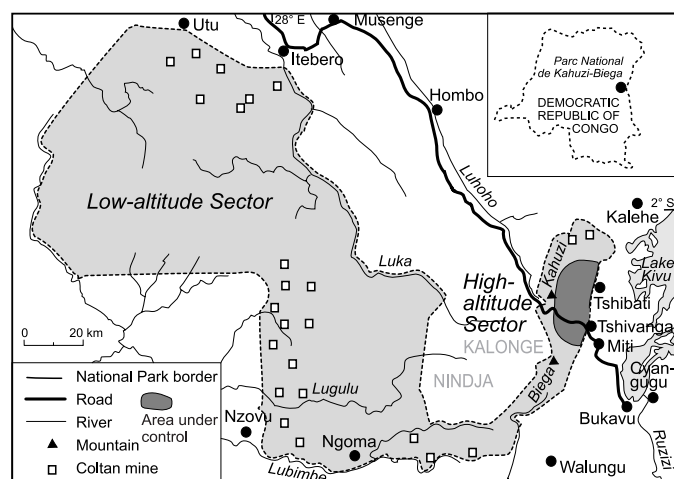 Utu
28° E
Musenge
Itebero
Hombo
Parc National
de Kahuzi-Biega
DEMOCRATIC
REPUBLIC OF
CONGO
Low-altitude Sector
Luhoho
2° S
Kalehe
Lake
Kivu
Luka
Kahuzi
High-
altitude
Sector
Tshibati
Tshivanga
Miti
KALONGE
NINDJA
Biega
Cyan-
gugu
Bukavu
Ruzizi
Walungu
0 20 km
National Park border
Road
River
Area under
control
Mountain
Coltan mine
Lugulu
Nzovu
Ngoma
Lubimbe